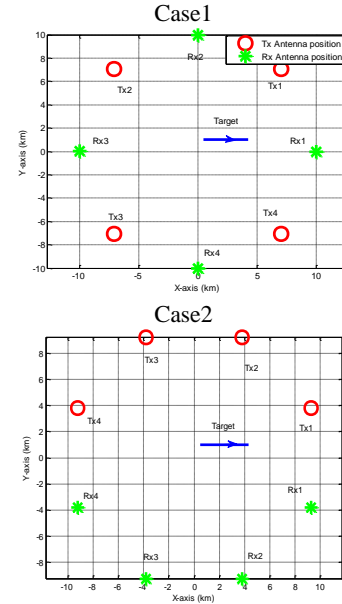 Case1
Tx Antenna position
Rx Antenna position
10
8
6
4
2
0
-2
-4
-6
-8
-10
Y-axis (km)
Rx2
Tx2
Tx1
Target
Rx3
Rx1
Tx3
Tx4
Rx4
-10
-5
0
5
10
X-axis (km)
Case2
8
6
4
2
0
-2
-4
-6
-8
Y-axis (km)
Tx3
Tx2
Tx4
Tx1
Target
Rx4
Rx1
Rx3
Rx2
-10
-8
-6
-4
-2
0
2
4
6
8
10
X-axis (km)